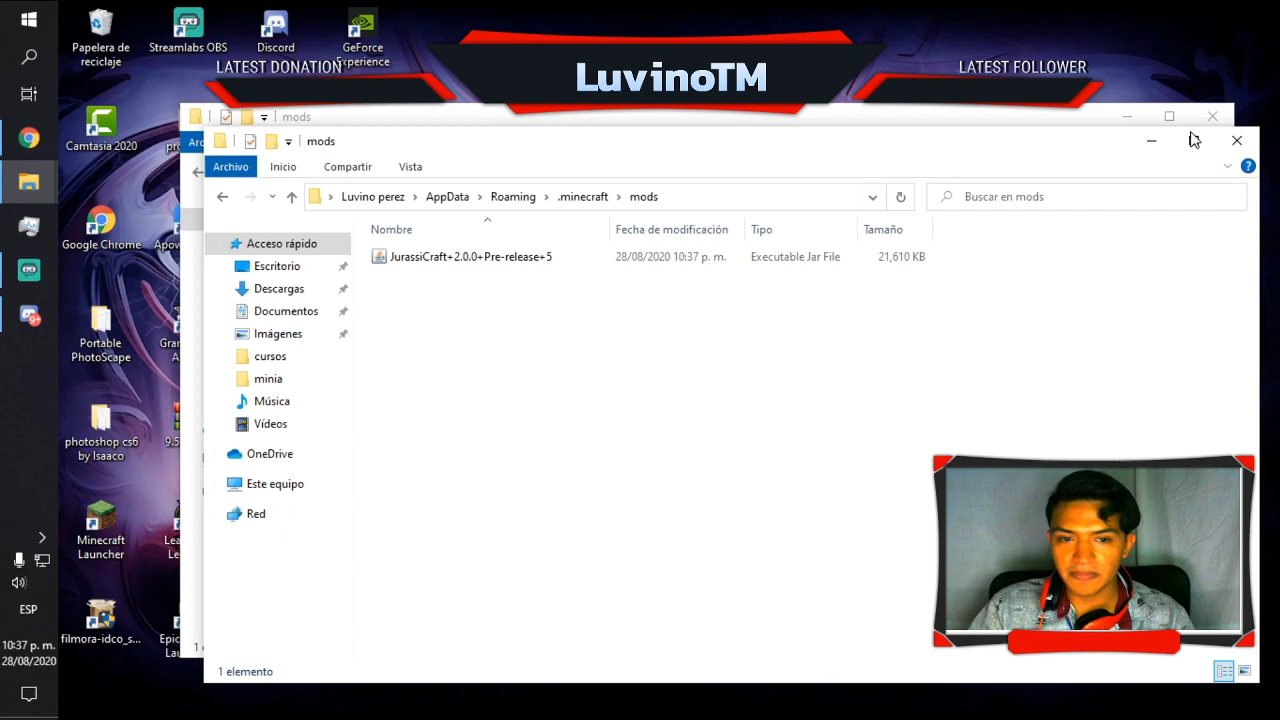 Papelera de
reciclaje
Streamlabs OBS
Discord
GeForce
Experience
LATEST DONATION
LuvinoTM
LATEST FOLLOWER
Camtasia 2020
mods
mods
Archivo
Inicio
Compartir
Vista
Luvino perez > AppData > Roaming > .minecraft > mods
Buscar en mods
Nombre
Fecha de modificación
Tipo
Tamaño
JurassiCraft+2.0.0+Pre-release+5
28/08/2020 10:37 p. m.
Executable Jar File
21,610 KB
Acceso rápido
Escritorio
Descargas
Documentos
Imágenes
cursos
minia
Música
Vídeos
OneDrive
Este equipo
Red
1 elemento
Google Chrome
Portable
PhotoScape
photoshop cs6
by Isaaco
Minecraft
Launcher
filmora-idco_s...
ESP
10:37 p. m.
28/08/2020